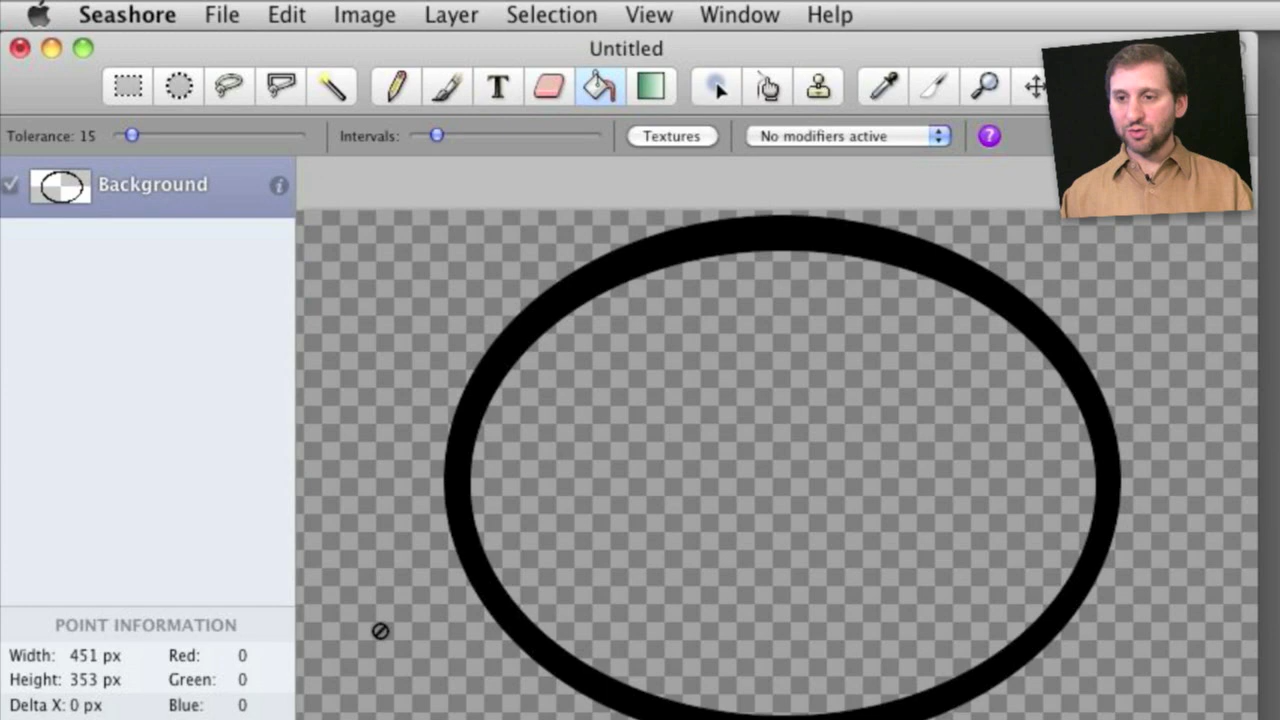 Seashore File Edit Image Layer Selection View Window Help
Untitled
T
Tolerance: 15 Intervals: Textures No modifiers active ?
Background i
POINT INFORMATION
Width: 451 px Red: 0
Height: 353 px Green: 0
Delta X: 0 px Blue: 0